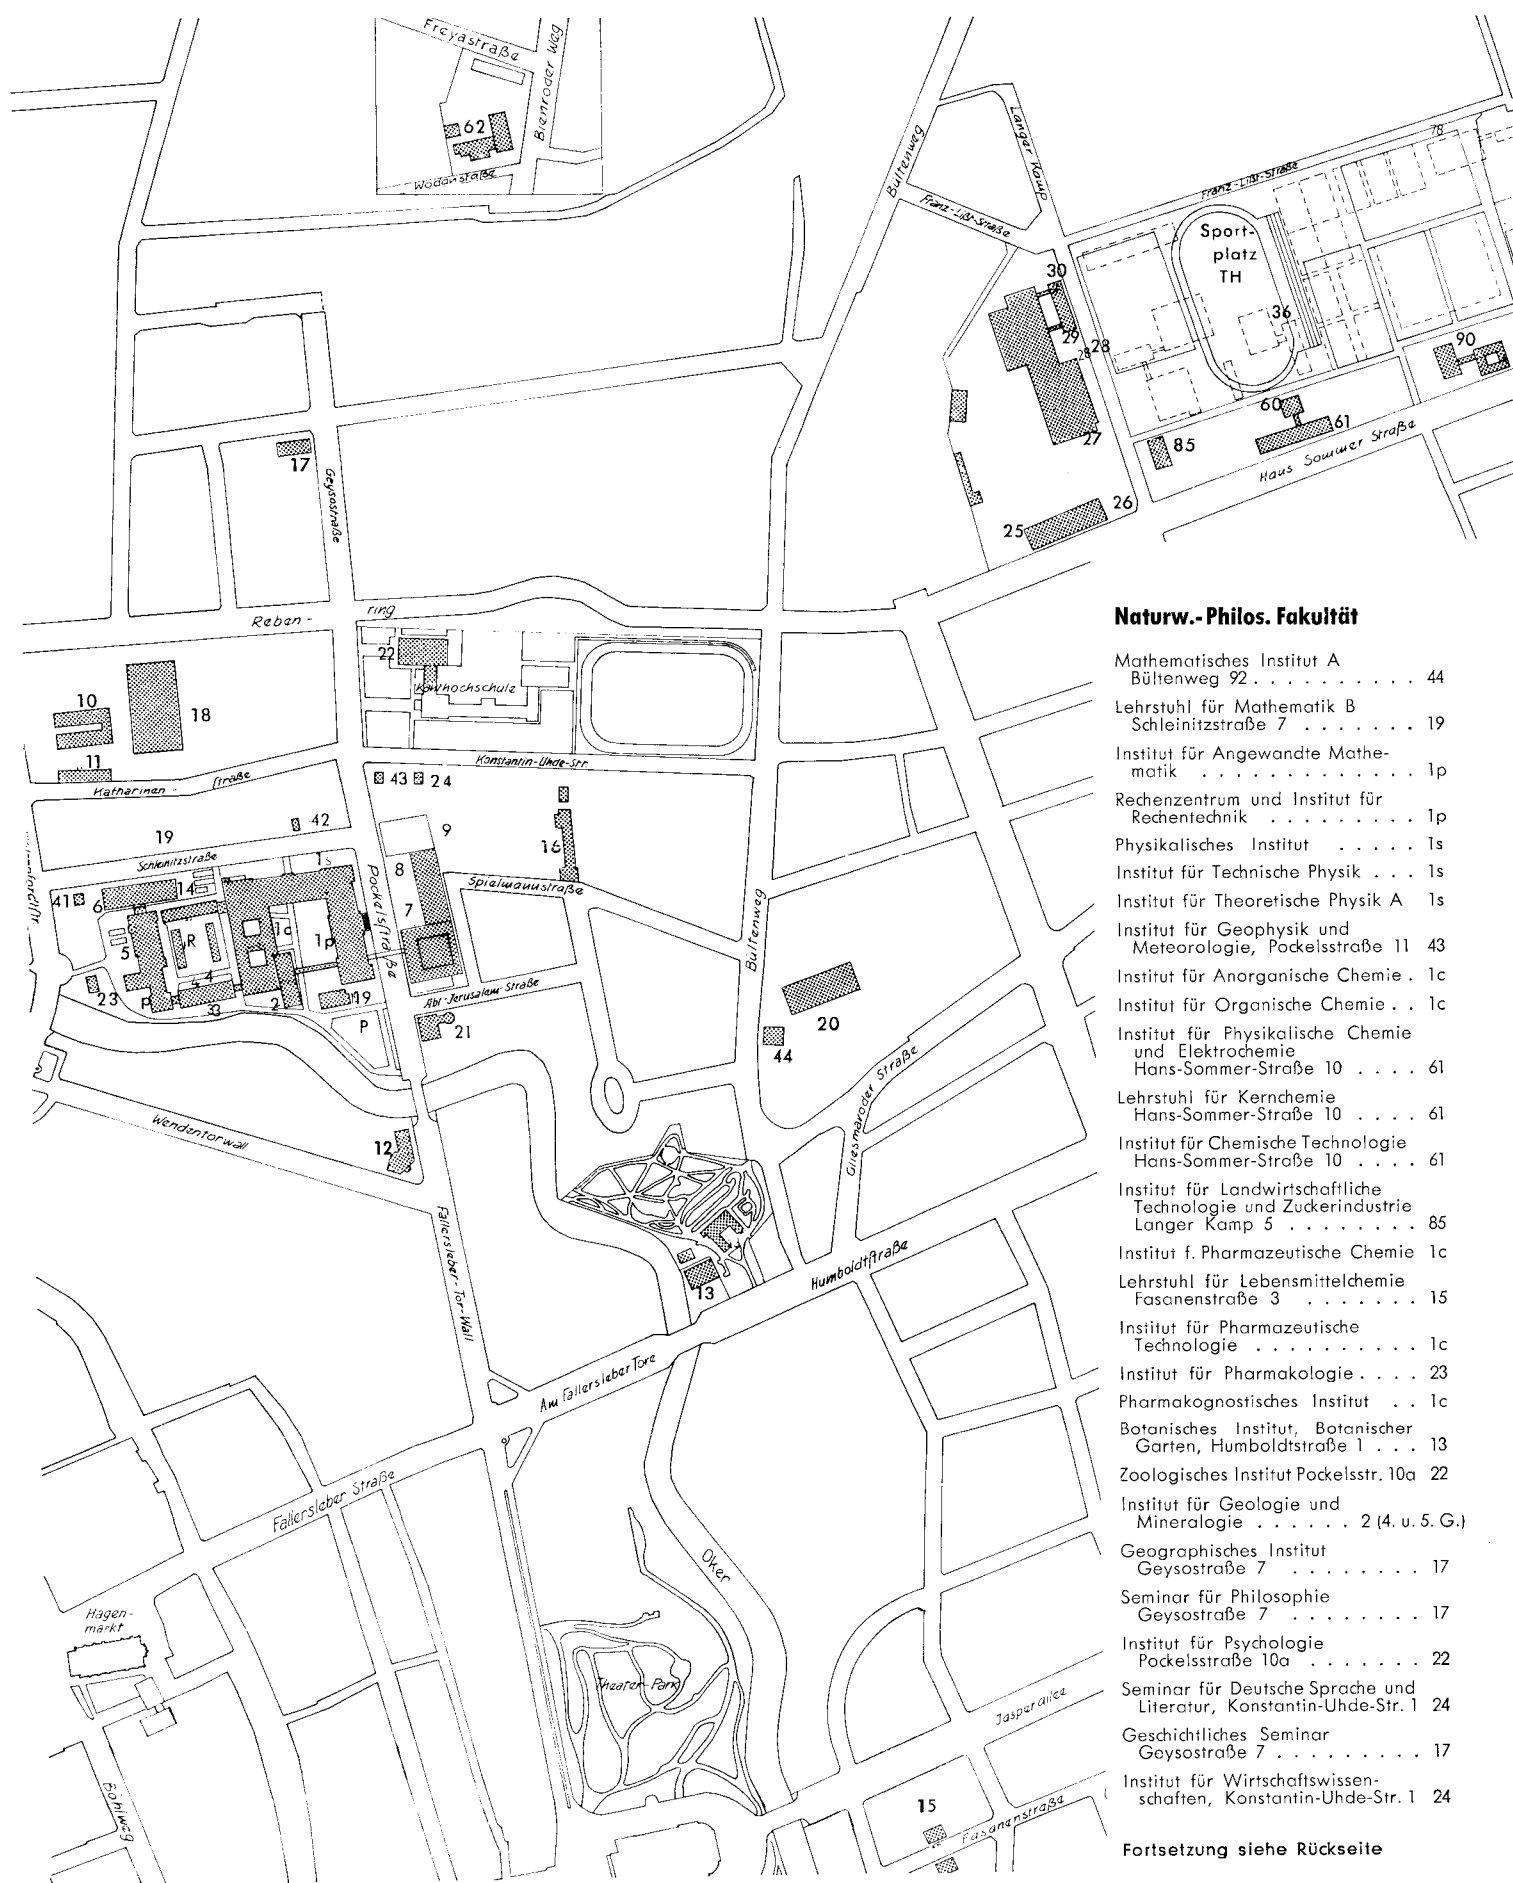 Freyastraße
Bienroder Weg
62
Wodanstraße
Bültenweg
Langer Kamp
Franz-Lißt-Straße
Franz-Lißt-Straße
78
Sport-
platz
TH
30
29
28
28
36
90
27
60
61
85
Hans Sommer Straße
25
26
17
Geysostraße
Reben-
ring
22
Kanthochschule
10
18
11
Katharinen-
straße
Konstantin-Uhde-Str.
43
24
42
19
9
16
Schleinitzstraße
1s
8
Pockelsstraße
Spielmannstraße
14
41
6
7
Bültenweg
5
R
1c
1p
4
4
23
P
33
2
19
Abt-Jerusalem-Straße
P
21
20
44
Gliesmaroder Straße
Wendentorwall
12
Fallersleber-Tor-Wall
13
Humboldtstraße
Am Fallersleber Tore
Fallersleber Straße
Oker
Hagen-
markt
Theater-Park
Jasperallee
Bohlweg
15
Fasanenstraße
Naturw.-Philos. Fakultät
Mathematisches Institut A
Bültenweg 92 . . . . . . . . . . 44
Lehrstuhl für Mathematik B
Schleinitzstraße 7 . . . . . . . 19
Institut für Angewandte Mathe-
matik . . . . . . . . . . . . . 1p
Rechenzentrum und Institut für
Rechentechnik . . . . . . . . . 1p
Physikalisches Institut . . . . . 1s
Institut für Technische Physik . . . 1s
Institut für Theoretische Physik A 1s
Institut für Geophysik und
Meteorologie, Pockelsstraße 11 43
Institut für Anorganische Chemie . 1c
Institut für Organische Chemie . . 1c
Institut für Physikalische Chemie
und Elektrochemie
Hans-Sommer-Straße 10 . . . . 61
Lehrstuhl für Kernchemie
Hans-Sommer-Straße 10 . . . . 61
Institut für Chemische Technologie
Hans-Sommer-Straße 10 . . . . 61
Institut für Landwirtschaftliche
Technologie und Zuckerindustrie
Langer Kamp 5 . . . . . . . . 85
Institut f. Pharmazeutische Chemie 1c
Lehrstuhl für Lebensmittelchemie
Fasanenstraße 3 . . . . . . . 15
Institut für Pharmazeutische
Technologie . . . . . . . . . . 1c
Institut für Pharmakologie . . . . 23
Pharmakognostisches Institut . . 1c
Botanisches Institut, Botanischer
Garten, Humboldtstraße 1 . . . 13
Zoologisches Institut Pockelsstr. 10a 22
Institut für Geologie und
Mineralogie . . . . . . 2 (4. u. 5. G.)
Geographisches Institut
Geysostraße 7 . . . . . . . . 17
Seminar für Philosophie
Geysostraße 7 . . . . . . . . 17
Institut für Psychologie
Pockelsstraße 10a . . . . . . . 22
Seminar für Deutsche Sprache und
Literatur, Konstantin-Uhde-Str. 1 24
Geschichtliches Seminar
Geysostraße 7 . . . . . . . . . 17
Institut für Wirtschaftswissen-
schaften, Konstantin-Uhde-Str. 1 24
Fortsetzung siehe Rückseite